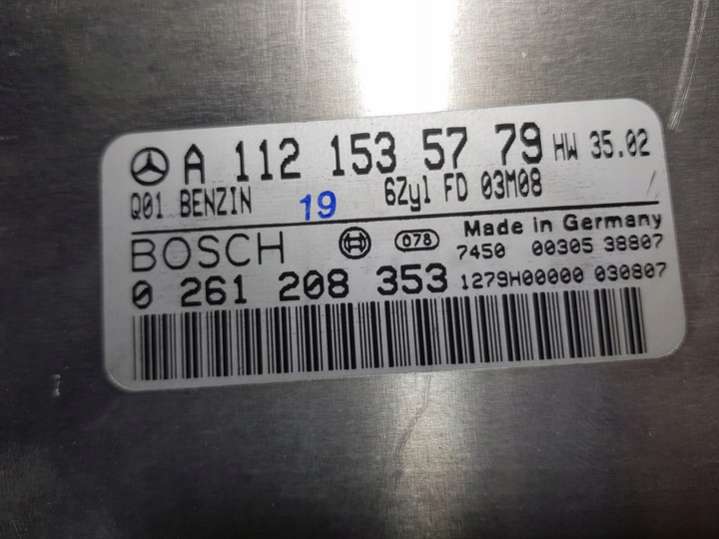 A 112 153 57 79 HW 35.02
Q01 BENZIN 19 6Zyl FD 03M08
BOSCH 078 Made in Germany
7450 00305 38807
0 261 208 353 1279H00000 030807